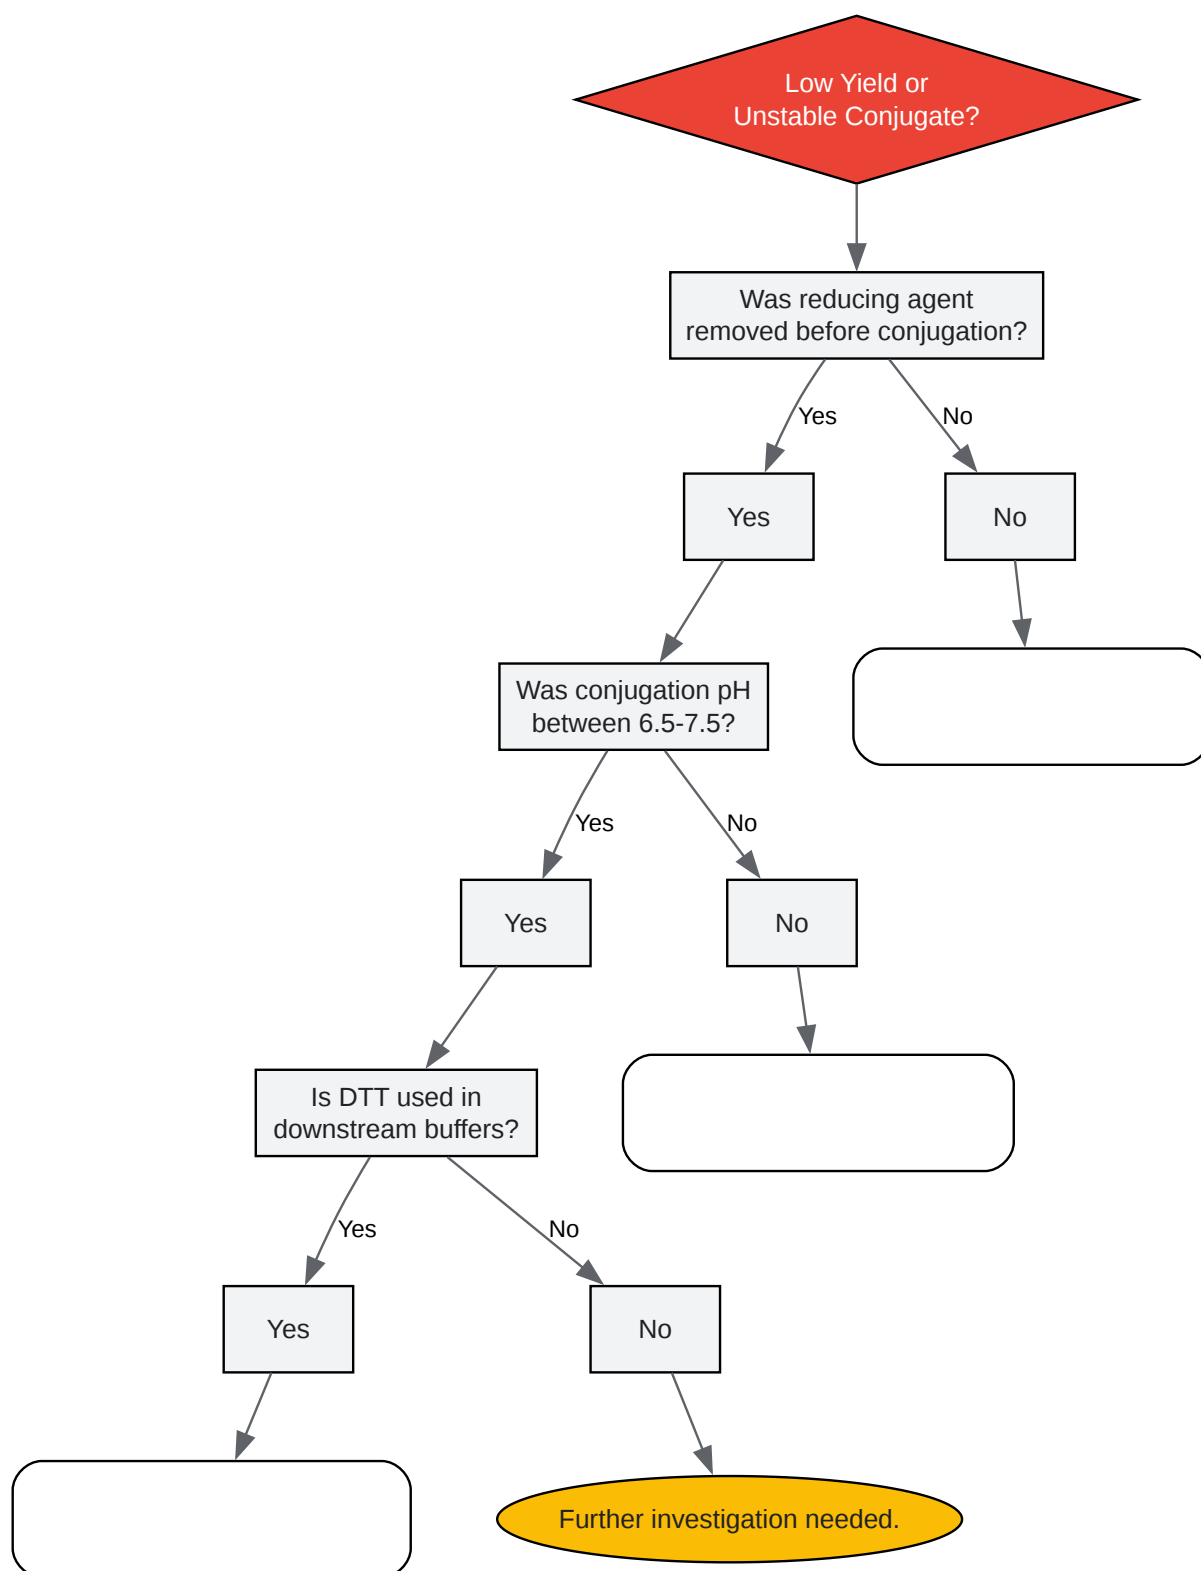 Low Yield or
Unstable Conjugate?
Was reducing agent
removed before conjugation?
Yes
No
Yes
No
Was conjugation pH
between 6.5-7.5?
Yes
No
Yes
No
Is DTT used in
downstream buffers?
Yes
No
Yes
No
Further investigation needed.